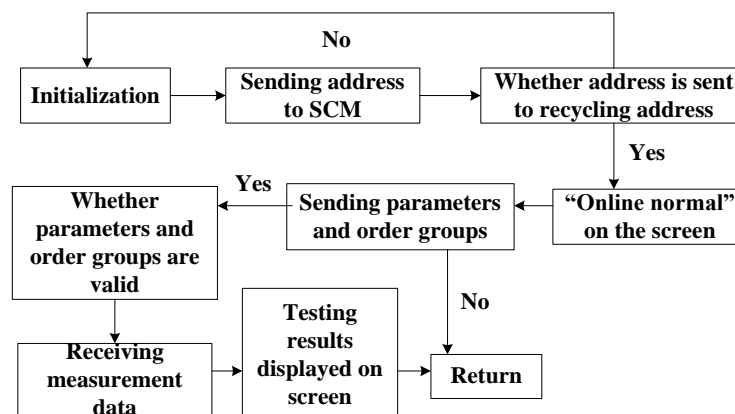 No
Initialization
Sending address
to SCM
Whether address is sent
to recycling address
Yes
Whether
parameters and
order groups are
valid
Yes
Sending parameters
and order groups
“Online normal”
on the screen
No
Receiving
measurement
data
Testing
results
displayed on
screen
Return